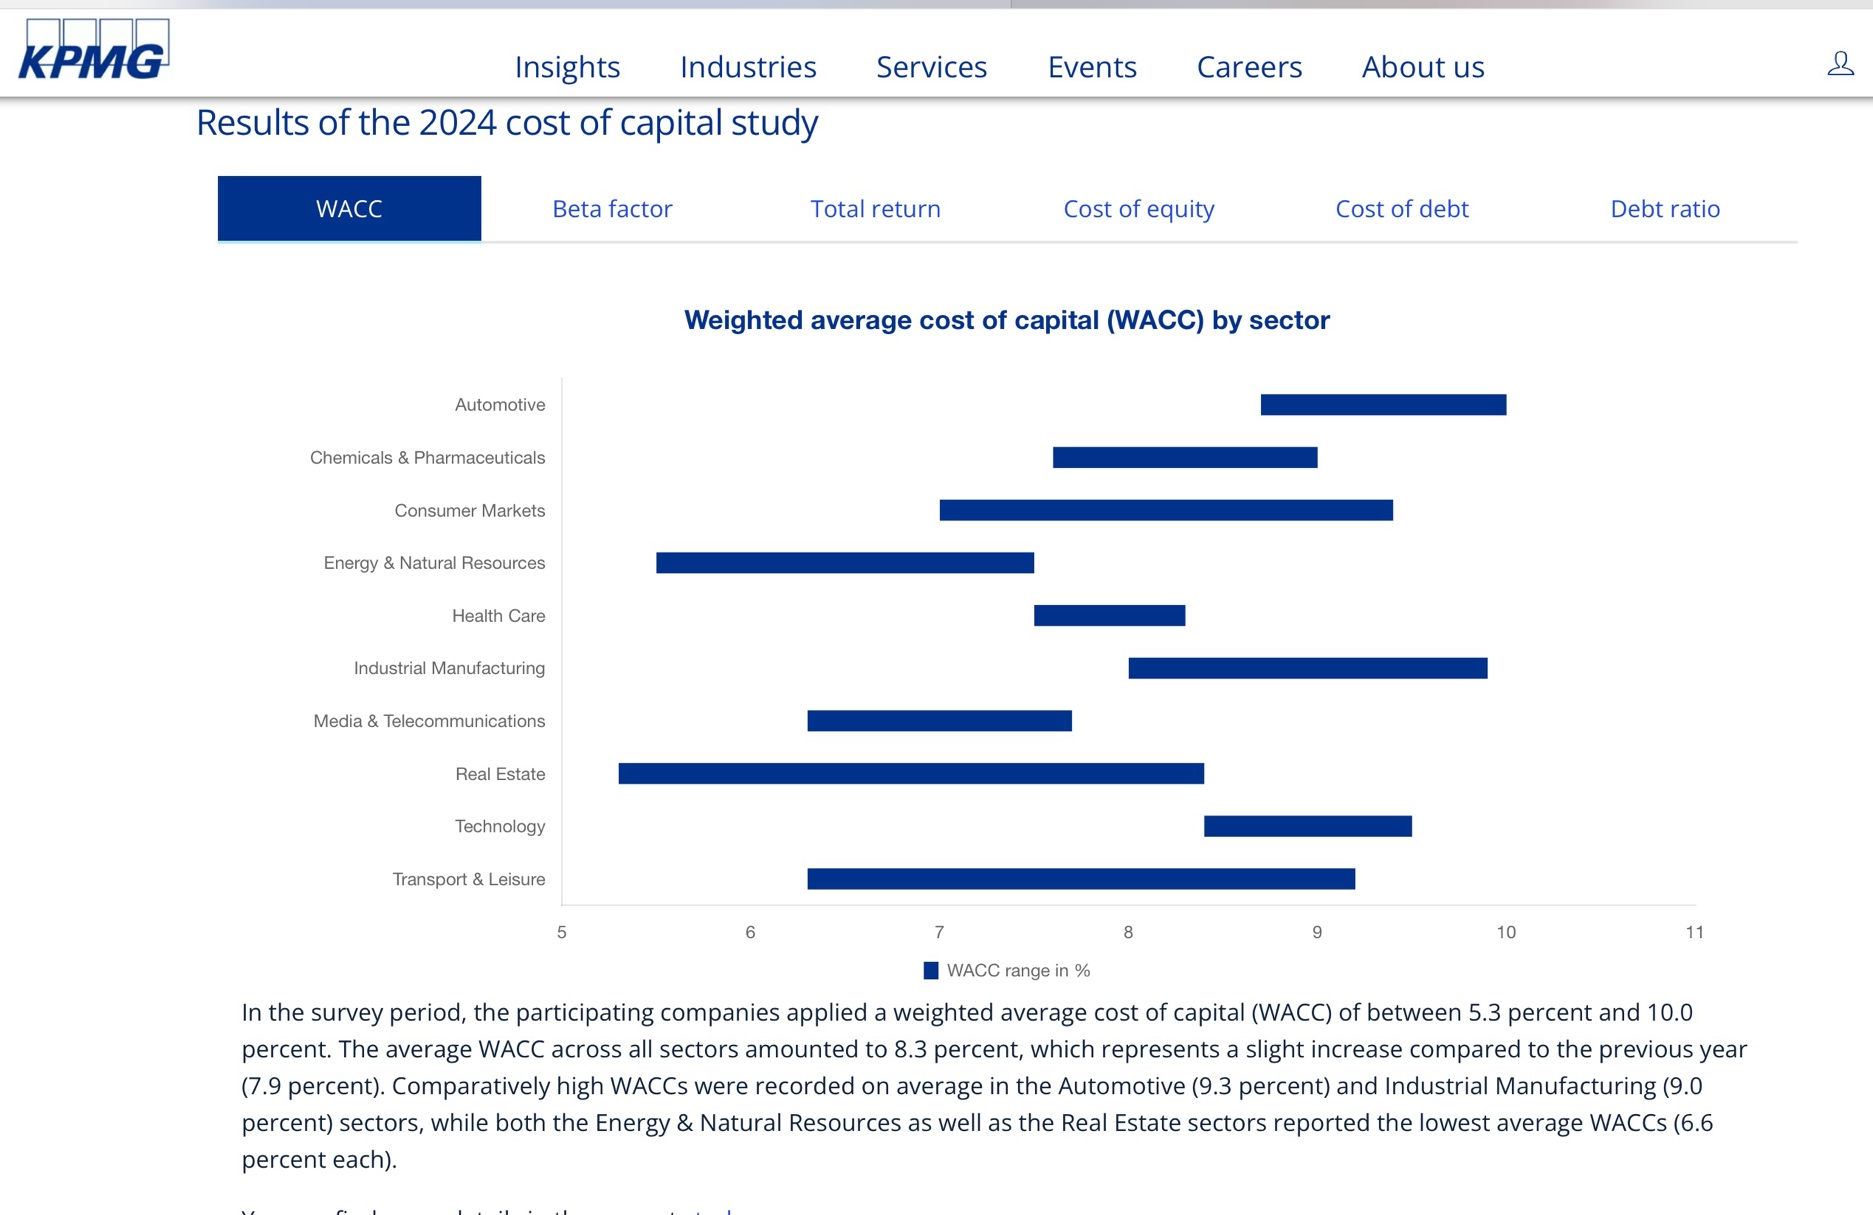 KPMG
Insights Industries Services Events Careers About us
Results of the 2024 cost of capital study
WACC Beta factor Total return Cost of equity Cost of debt Debt ratio
Weighted average cost of capital (WACC) by sector
Automotive
Chemicals & Pharmaceuticals
Consumer Markets
Energy & Natural Resources
Health Care
Industrial Manufacturing
Media & Telecommunications
Real Estate
Technology
Transport & Leisure
5 6 7 8 9 10 11
WACC range in %
In the survey period, the participating companies applied a weighted average cost of capital (WACC) of between 5.3 percent and 10.0
percent. The average WACC across all sectors amounted to 8.3 percent, which represents a slight increase compared to the previous year
(7.9 percent). Comparatively high WACCs were recorded on average in the Automotive (9.3 percent) and Industrial Manufacturing (9.0
percent) sectors, while both the Energy & Natural Resources as well as the Real Estate sectors reported the lowest average WACCs (6.6
percent each).